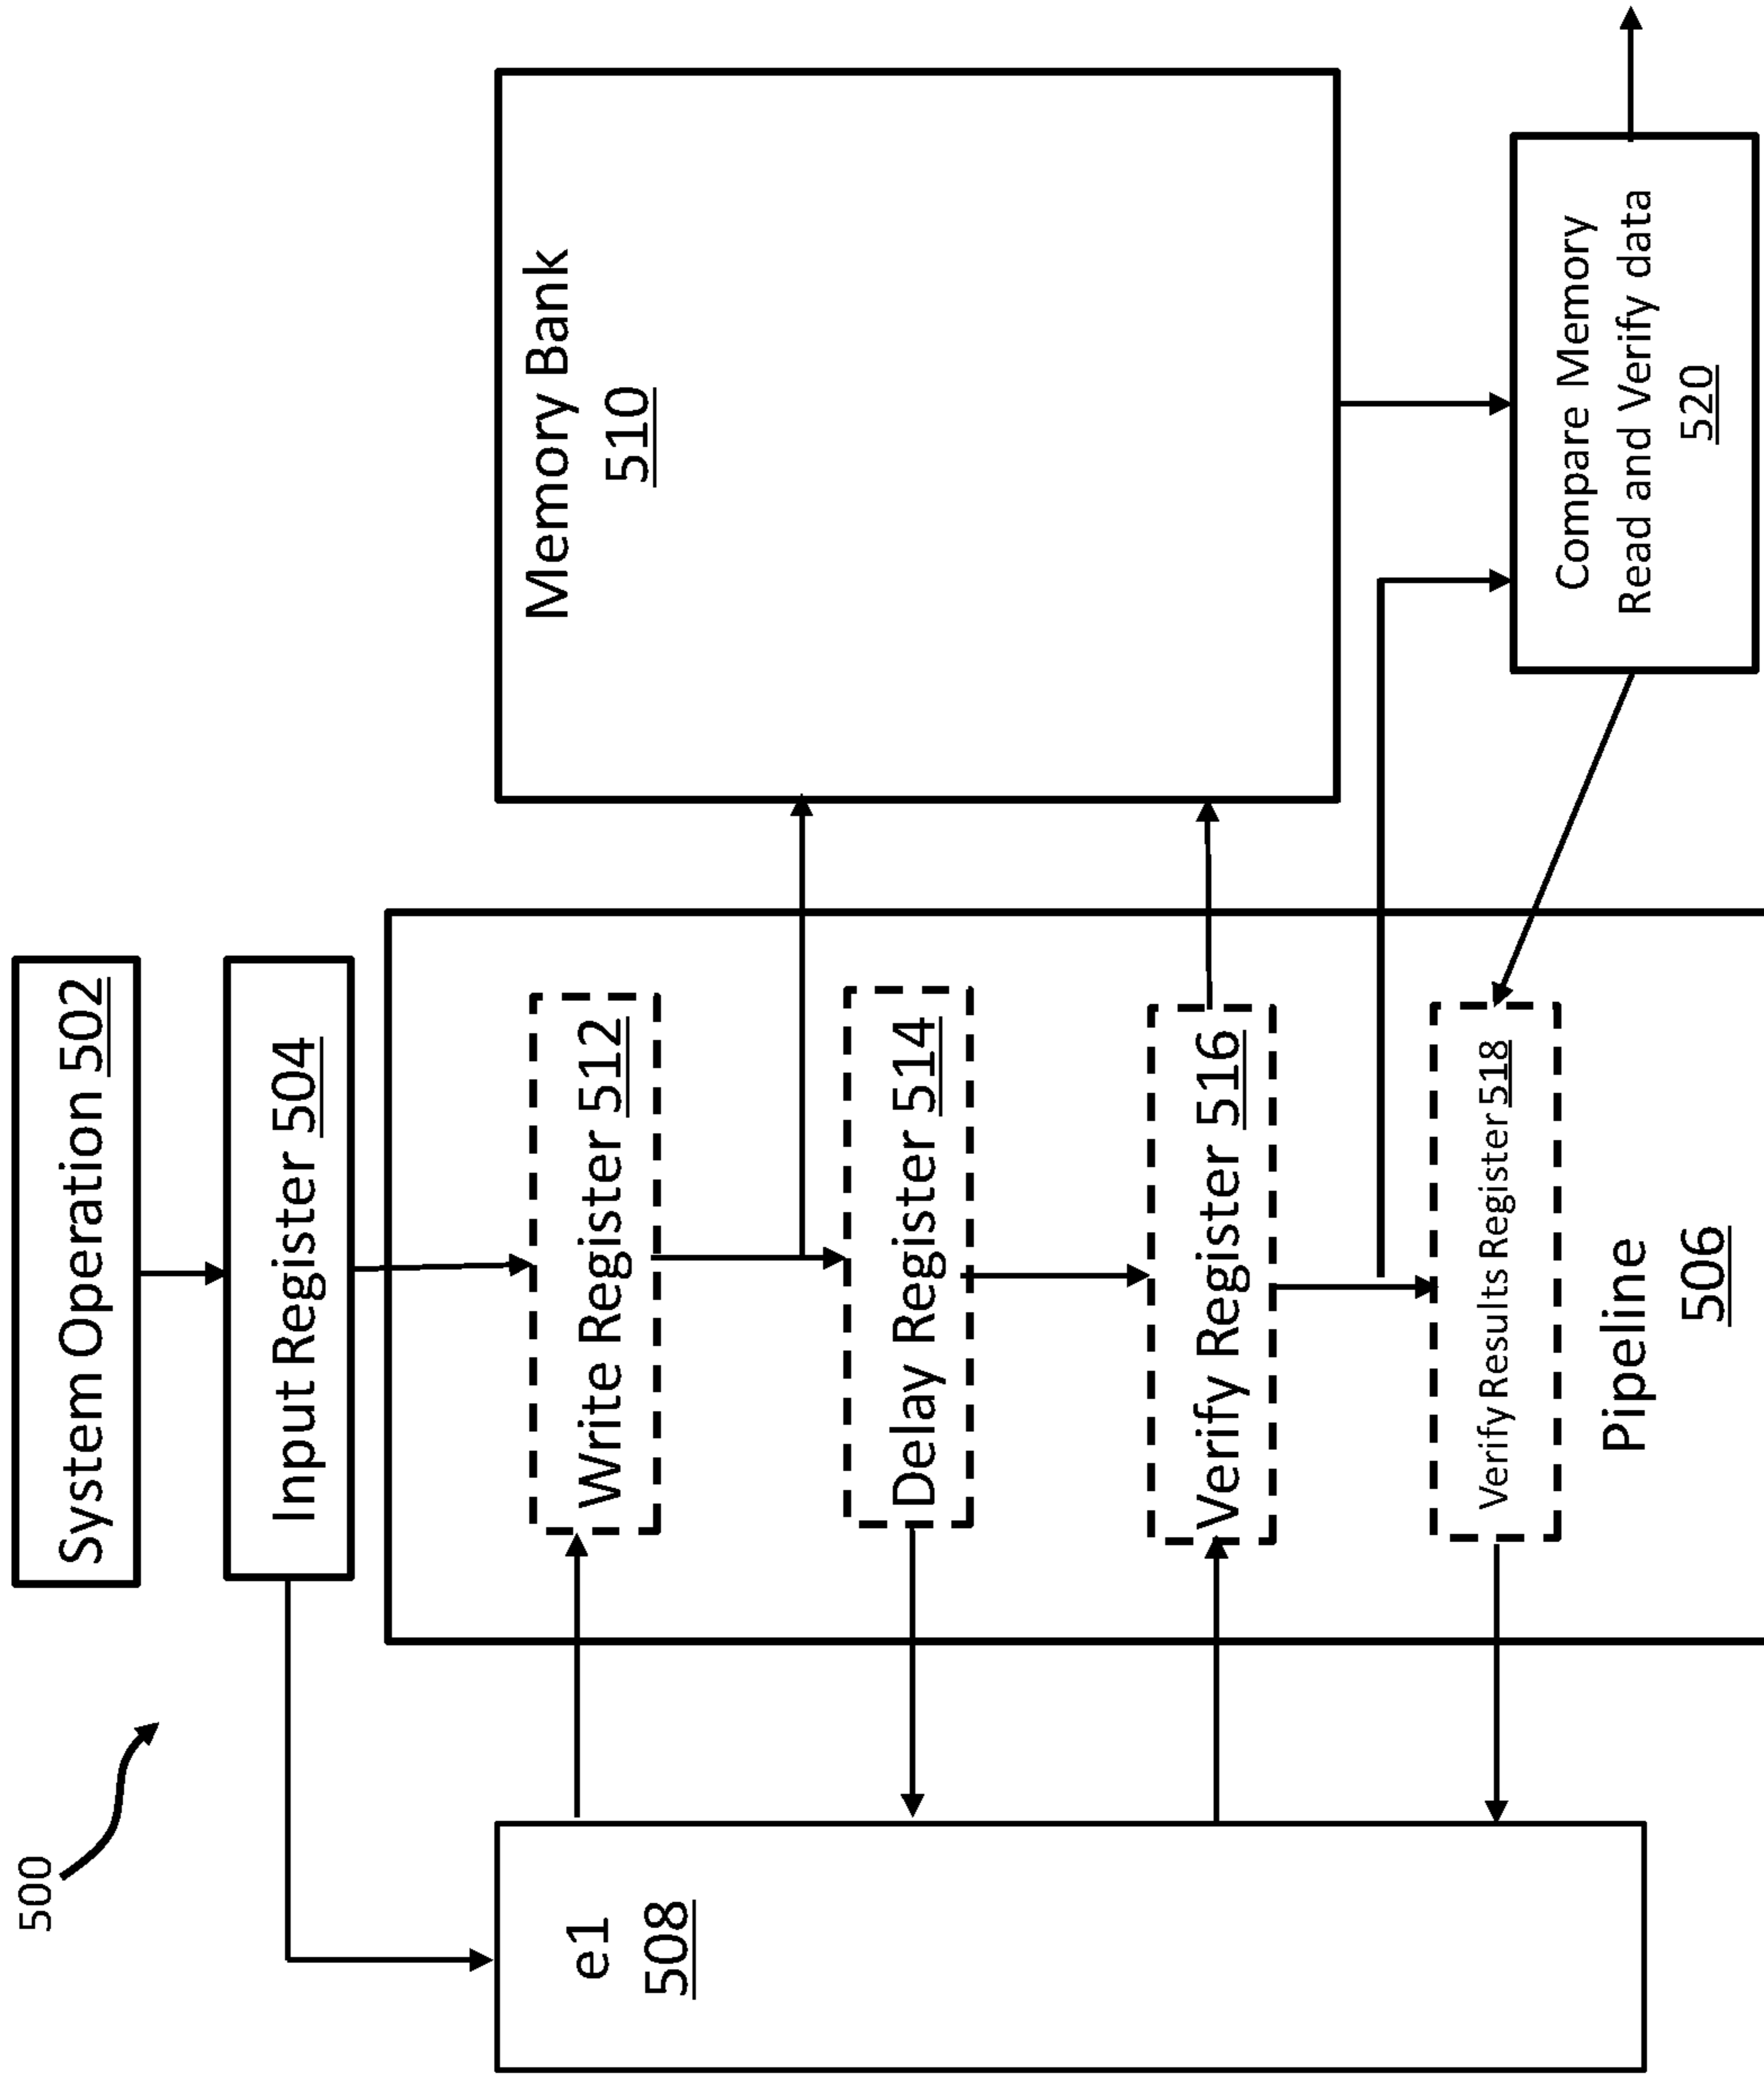 500
System Operation 502
Input Register 504
e1
508
Write Register 512
Delay Register 514
Verify Register 516
Verify Results Register 518
Pipeline
506
Memory Bank
510
Compare Memory
Read and Verify data
520